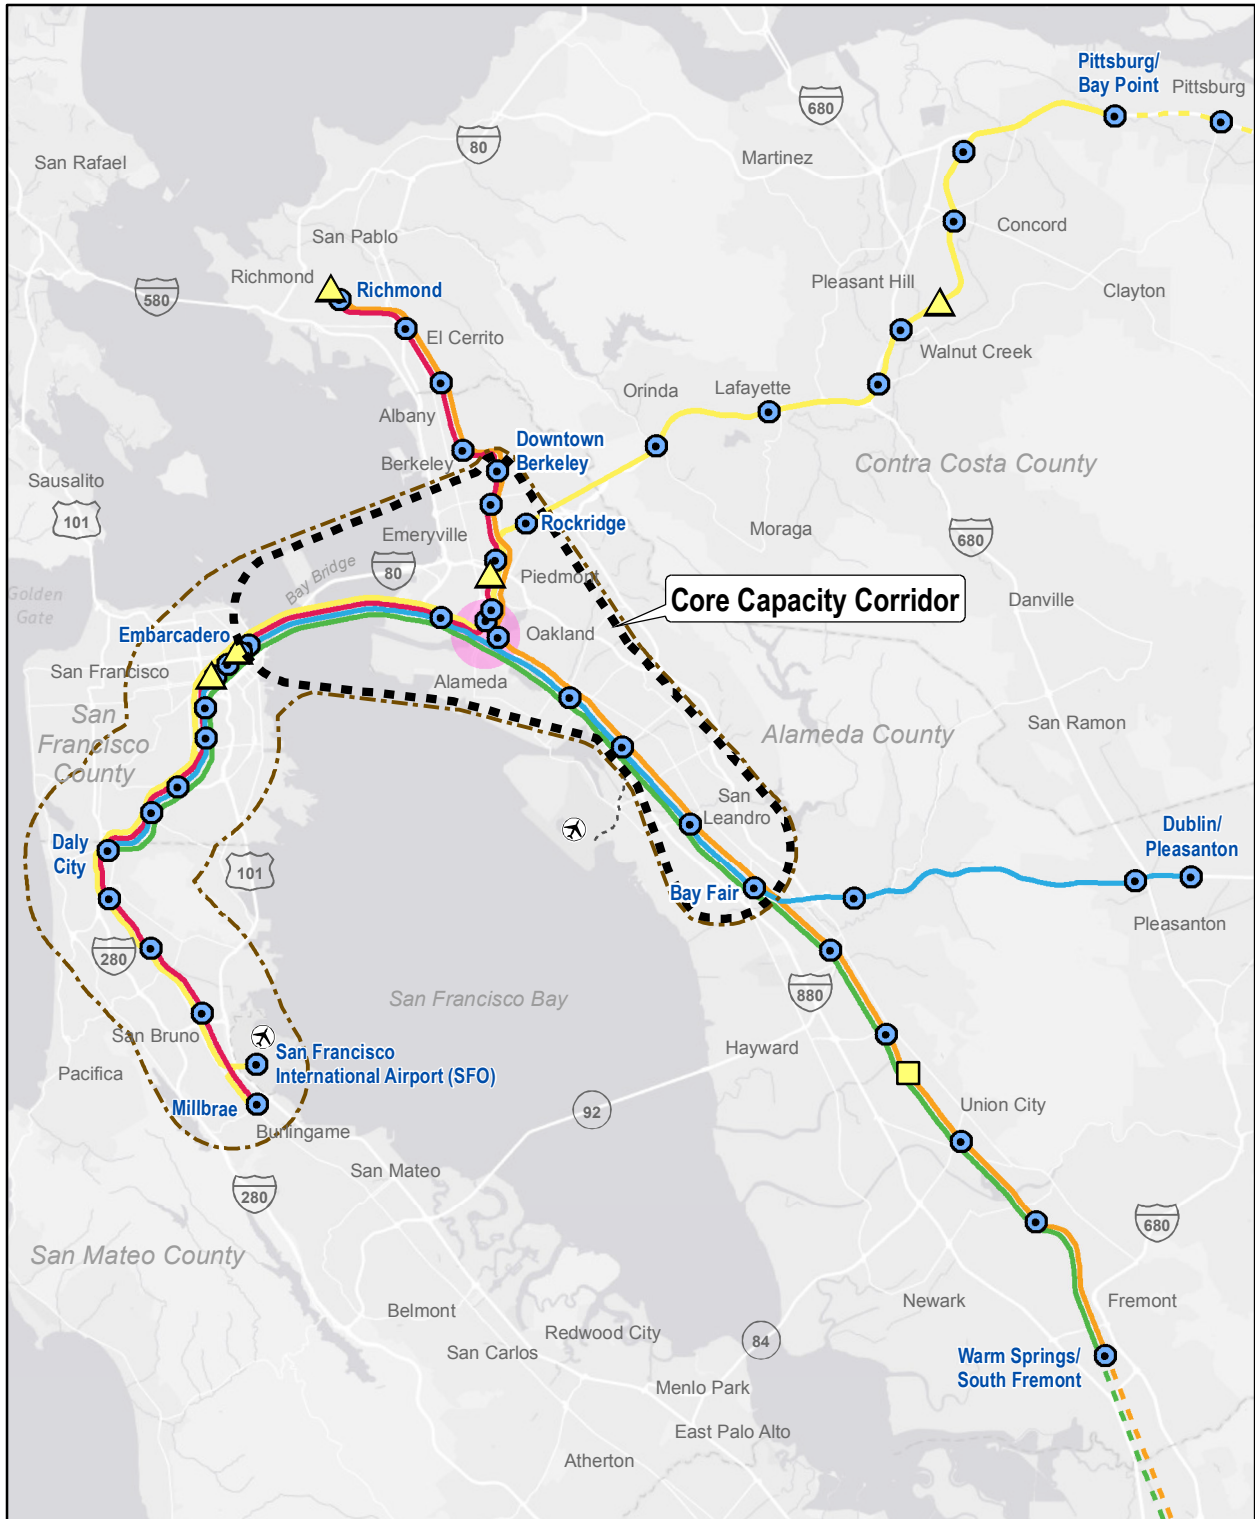 Pittsburg/
Bay Point
Pittsburg
680
80
Martinez
San Rafael
Concord
San Pablo
Richmond
Richmond
Pleasant Hill
Clayton
580
El Cerrito
Walnut Creek
Orinda
Lafayette
Albany
Downtown
Berkeley
Berkeley
Contra Costa County
Sausalito
101
Rockridge
Emeryville
Moraga
680
Bay Bridge
80
Piedmont
Golden
Gate
Core Capacity Corridor
Danville
Embarcadero
Oakland
San Francisco
Alameda
San
Francisco
County
Alameda County
San Ramon
San
Leandro
Daly
City
Dublin/
Pleasanton
101
Bay Fair
Pleasanton
280
880
San Francisco Bay
San Bruno
Hayward
San Francisco
International Airport (SFO)
Pacifica
Millbrae
92
Union City
Burlingame
San Mateo
280
680
San Mateo County
Newark
Fremont
Belmont
Redwood City
84
San Carlos
Warm Springs/
South Fremont
Menlo Park
East Palo Alto
Atherton